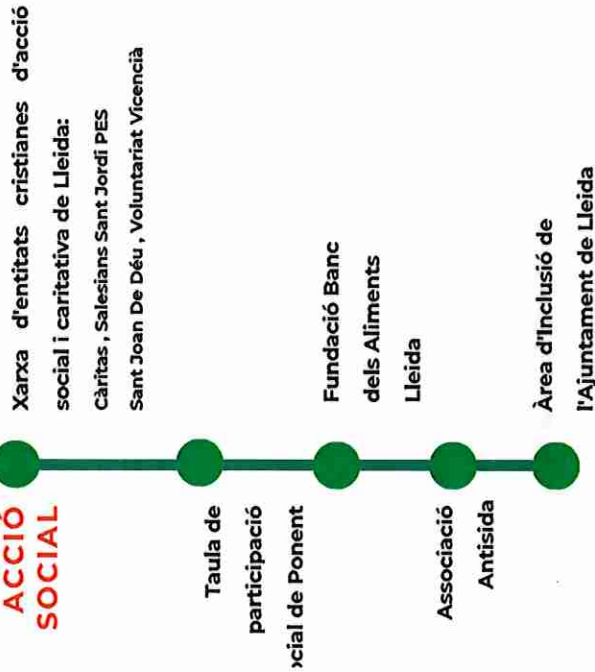 ACCIÓ
SOCIAL
Xarxa d'entitats cristianes d'acció
social i caritativa de Lleida:
Càritas , Salesians Sant Jordi PES
Sant Joan De Déu , Voluntariat Vicencià
Taula de
participació
de Ponent
Fundació Banc
dels Aliments
Lleida
Associació
Antisida
Àrea d'Inclusió de
l'Ajuntament de Lleida